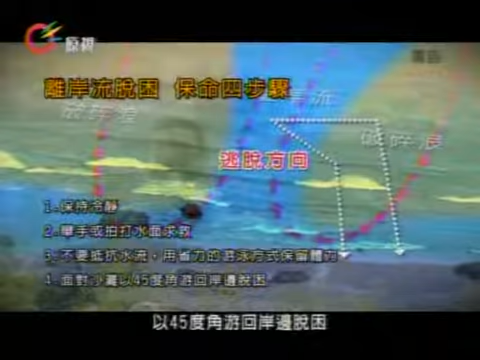 原視
廣告
離岸流脫困 保命四步驟
破碎浪
破碎浪
逃脫方向
1.保持冷靜
2.舉手或拍打水面求救
3.不要抵抗水流，用省力的游泳方式保留體力
4.面對沙灘以45度角游回岸邊脫困
以45度角游回岸邊脫困